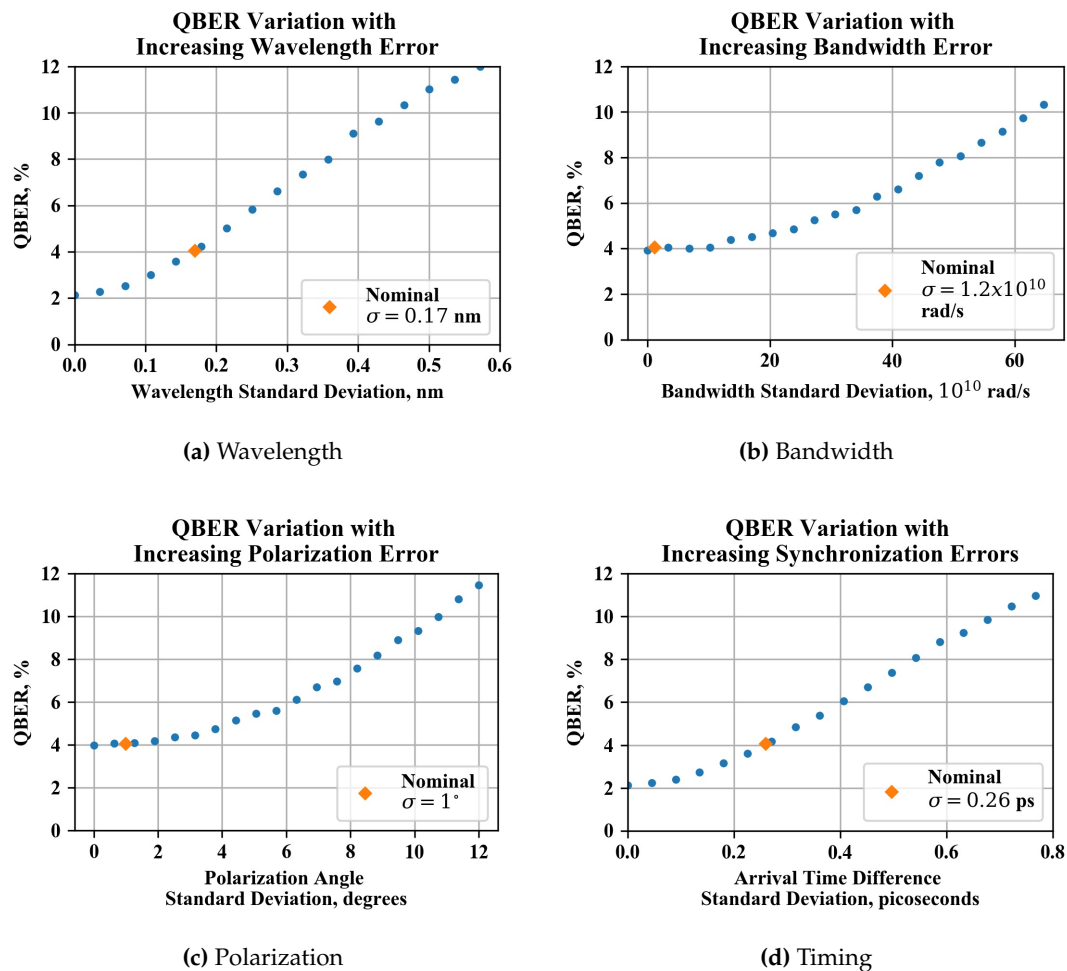 QBER Variation with
Increasing Wavelength Error
12
10
8
6
4
2
0
QBER, %
Nominal
σ = 0.17 nm
0.0 0.1 0.2 0.3 0.4 0.5 0.6
Wavelength Standard Deviation, nm
(a) Wavelength
QBER Variation with
Increasing Bandwidth Error
12
10
8
6
4
2
0
QBER, %
Nominal
σ = 1.2x10¹⁰
rad/s
0 20 40 60
Bandwidth Standard Deviation, 10¹⁰ rad/s
(b) Bandwidth
QBER Variation with
Increasing Polarization Error
12
10
8
6
4
2
0
QBER, %
Nominal
σ = 1°
0 2 4 6 8 10 12
Polarization Angle
Standard Deviation, degrees
(c) Polarization
QBER Variation with
Increasing Synchronization Errors
12
10
8
6
4
2
0
QBER, %
Nominal
σ = 0.26 ps
0.0 0.2 0.4 0.6 0.8
Arrival Time Difference
Standard Deviation, picoseconds
(d) Timing